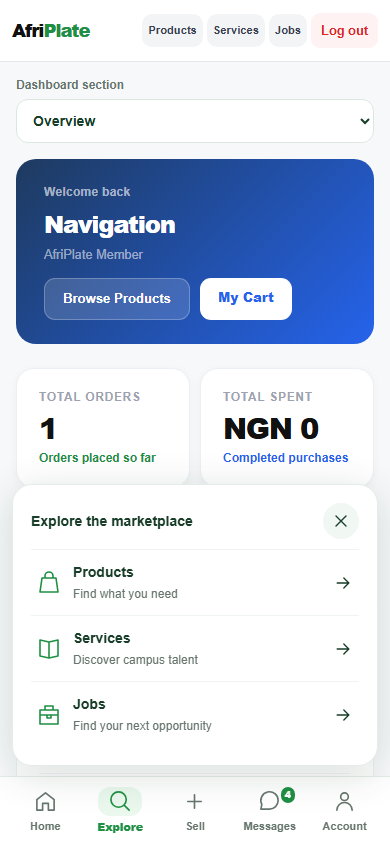 AfriPlate
Products
Services
Jobs
Log out
Dashboard section
Overview
Welcome back
Navigation
AfriPlate Member
Browse Products
My Cart
TOTAL ORDERS
1
Orders placed so far
TOTAL SPENT
NGN 0
Completed purchases
Explore the marketplace
Products
Find what you need
Services
Discover campus talent
Jobs
Find your next opportunity
Home
Explore
Sell
4
Messages
Account